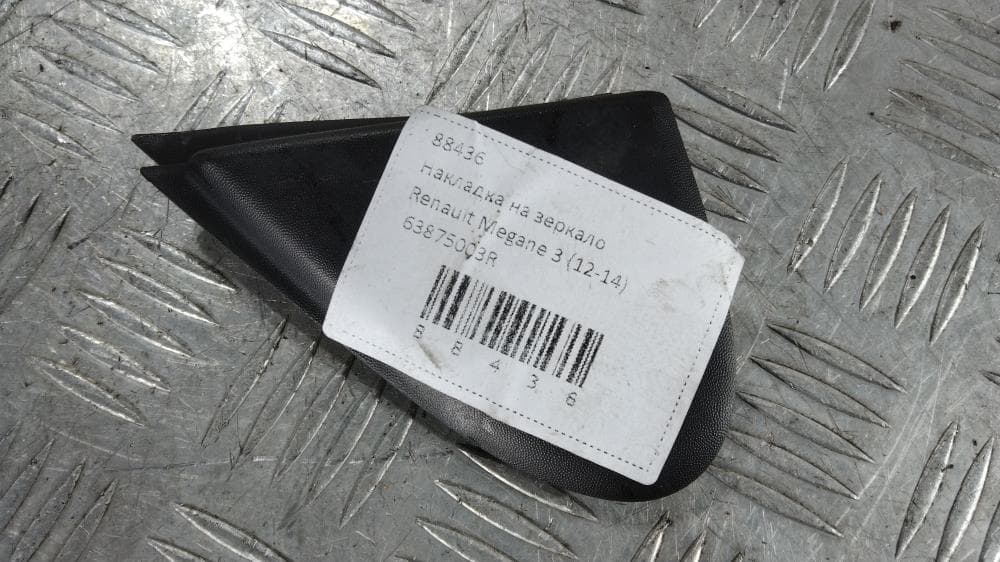 88436
Накладка на зеркало
Renault Megane 3 (12-14)
63875003R
8 8 4 3 6